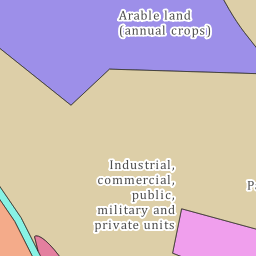 Arable land
(annual crops)
Industrial,
commercial,
public,
military and
private units